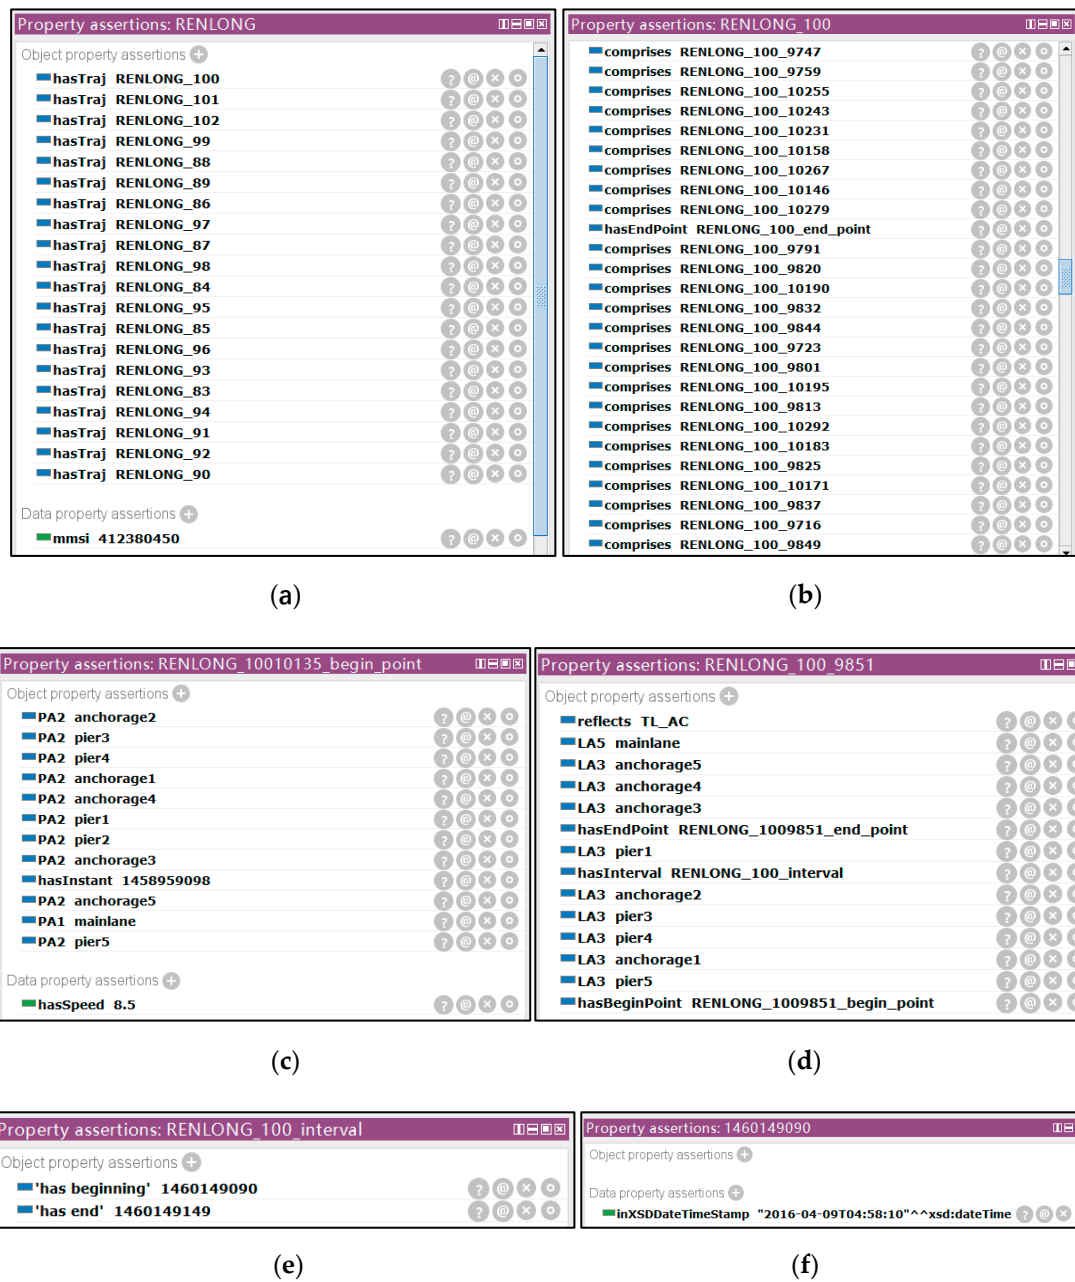 Property assertions: RENLONG
Object property assertions
hasTraj RENLONG_100
hasTraj RENLONG_101
hasTraj RENLONG_102
hasTraj RENLONG_99
hasTraj RENLONG_88
hasTraj RENLONG_89
hasTraj RENLONG_86
hasTraj RENLONG_97
hasTraj RENLONG_87
hasTraj RENLONG_98
hasTraj RENLONG_84
hasTraj RENLONG_95
hasTraj RENLONG_85
hasTraj RENLONG_96
hasTraj RENLONG_93
hasTraj RENLONG_83
hasTraj RENLONG_94
hasTraj RENLONG_91
hasTraj RENLONG_92
hasTraj RENLONG_90
Data property assertions
mmsi 412380450
(a)
Property assertions: RENLONG_100
comprises RENLONG_100_9747
comprises RENLONG_100_9759
comprises RENLONG_100_10255
comprises RENLONG_100_10243
comprises RENLONG_100_10231
comprises RENLONG_100_10158
comprises RENLONG_100_10267
comprises RENLONG_100_10146
comprises RENLONG_100_10279
hasEndPoint RENLONG_100_end_point
comprises RENLONG_100_9791
comprises RENLONG_100_9820
comprises RENLONG_100_10190
comprises RENLONG_100_9832
comprises RENLONG_100_9844
comprises RENLONG_100_9723
comprises RENLONG_100_9801
comprises RENLONG_100_10195
comprises RENLONG_100_9813
comprises RENLONG_100_10292
comprises RENLONG_100_10183
comprises RENLONG_100_9825
comprises RENLONG_100_10171
comprises RENLONG_100_9837
comprises RENLONG_100_9716
comprises RENLONG_100_9849
(b)
Property assertions: RENLONG_10010135_begin_point
Object property assertions
PA2 anchorage2
PA2 pier3
PA2 pier4
PA2 anchorage1
PA2 anchorage4
PA2 pier1
PA2 pier2
PA2 anchorage3
hasInstant 1458959098
PA2 anchorage5
PA1 mainlane
PA2 pier5
Data property assertions
hasSpeed 8.5
(c)
Property assertions: RENLONG_100_9851
Object property assertions
reflects TL_AC
LA5 mainlane
LA3 anchorage5
LA3 anchorage4
LA3 anchorage3
hasEndPoint RENLONG_1009851_end_point
LA3 pier1
hasInterval RENLONG_100_interval
LA3 anchorage2
LA3 pier3
LA3 pier4
LA3 anchorage1
LA3 pier5
hasBeginPoint RENLONG_1009851_begin_point
(d)
Property assertions: RENLONG_100_interval
Object property assertions
'has beginning' 1460149090
'has end' 1460149149
(e)
Property assertions: 1460149090
Object property assertions
Data property assertions
inXSDDateTimeStamp "2016-04-09T04:58:10"^^xsd:dateTime
(f)